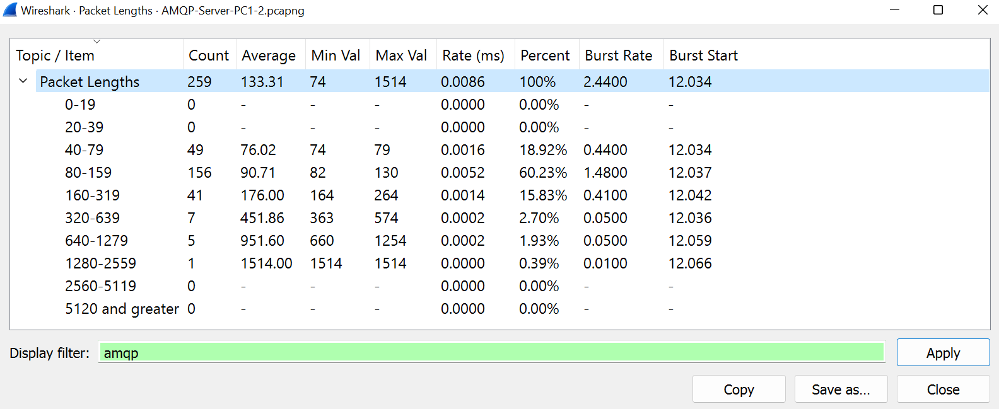 Wireshark · Packet Lengths · AMQP-Server-PC1-2.pcapng
Topic / Item Count Average Min Val Max Val Rate (ms) Percent Burst Rate Burst Start
Packet Lengths 259 133.31 74 1514 0.0086 100% 2.4400 12.034
0-19 0 - - - 0.0000 0.00% - -
20-39 0 - - - 0.0000 0.00% - -
40-79 49 76.02 74 79 0.0016 18.92% 0.4400 12.034
80-159 156 90.71 82 130 0.0052 60.23% 1.4800 12.037
160-319 41 176.00 164 264 0.0014 15.83% 0.4100 12.042
320-639 7 451.86 363 574 0.0002 2.70% 0.0500 12.036
640-1279 5 951.60 660 1254 0.0002 1.93% 0.0500 12.059
1280-2559 1 1514.00 1514 1514 0.0000 0.39% 0.0100 12.066
2560-5119 0 - - - 0.0000 0.00% - -
5120 and greater 0 - - - 0.0000 0.00% - -
Display filter: amqp Apply
Copy Save as... Close